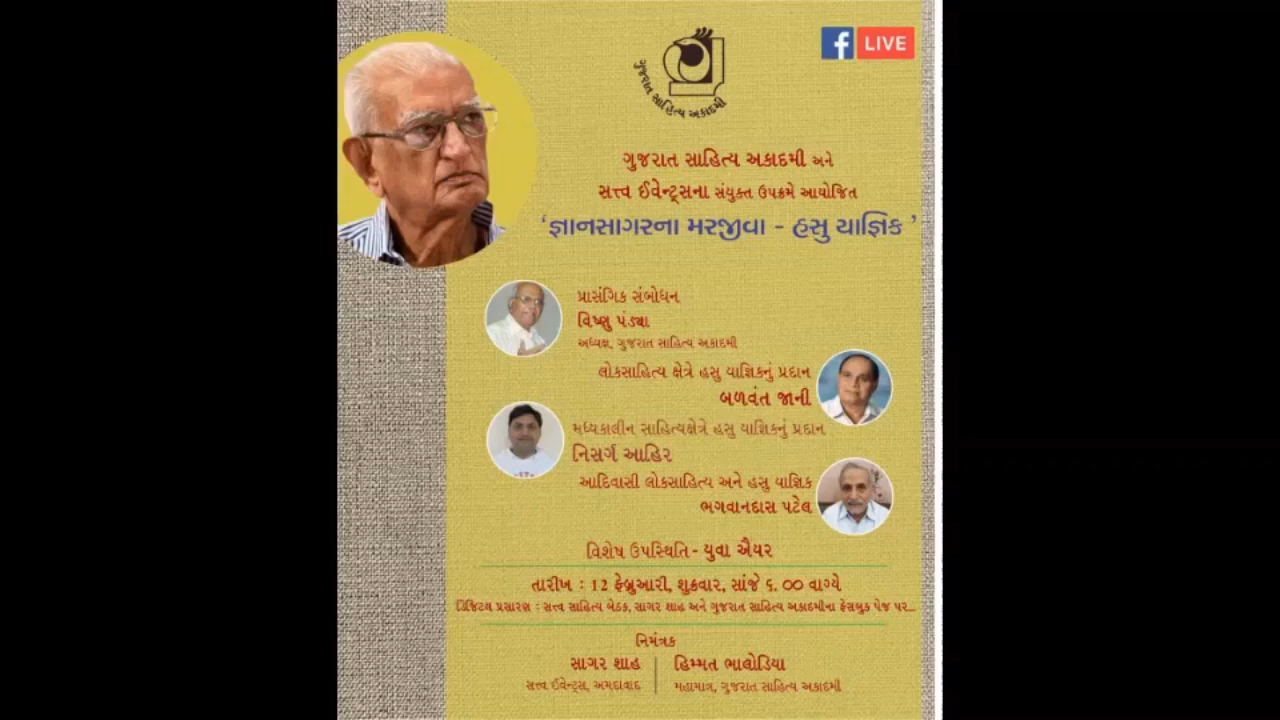 LIVE
ગુજરાત સાહિત્ય અકાદમી
ગુજરાત સાહિત્ય અકાદમી અને
સત્ત્વ ઈવેન્ટ્સના સંયુક્ત ઉપક્રમે આયોજિત
‘જ્ઞાનસાગરના મરજીવા - હસુ યાજ્ઞિક’
પ્રાસંગિક સંબોધન
વિષ્ણુ પંડ્યા
અધ્યક્ષ, ગુજરાત સાહિત્ય અકાદમી
લોકસાહિત્ય ક્ષેત્રે હસુ યાજ્ઞિકનું પ્રદાન
બળવંત જાની
મધ્યકાલીન સાહિત્યક્ષેત્રે હસુ યાજ્ઞિકનું પ્રદાન
નિસર્ગ આહિર
આદિવાસી લોકસાહિત્ય અને હસુ યાજ્ઞિક
ભગવાનદાસ પટેલ
વિશેષ ઉપસ્થિતિ - યુવા ઐયર
તારીખ : 12 ફેબ્રુઆરી, શુક્રવાર, સાંજે ૬. ૦૦ વાગ્યે
ડિજિટલ પ્રસારણ : સત્ત્વ સાહિત્ય બેઠક, સાગર શાહ અને ગુજરાત સાહિત્ય અકાદમીના ફેસબુક પેજ પર...
નિમંત્રક
સાગર શાહ
સત્ત્વ ઈવેન્ટ્સ, અમદાવાદ
હિમ્મત ભાલોડિયા
મહામાત્ર, ગુજરાત સાહિત્ય અકાદમી